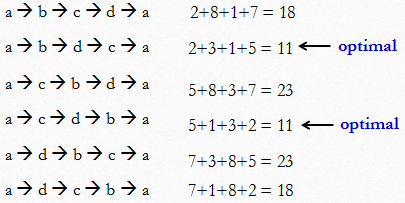 a → b → c → d → a 2+8+1+7 = 18
a → b → d → c → a 2+3+1+5 = 11 ← optimal
a → c → b → d → a 5+8+3+7 = 23
a → c → d → b → a 5+1+3+2 = 11 ← optimal
a → d → b → c → a 7+3+8+5 = 23
a → d → c → b → a 7+1+8+2 = 18